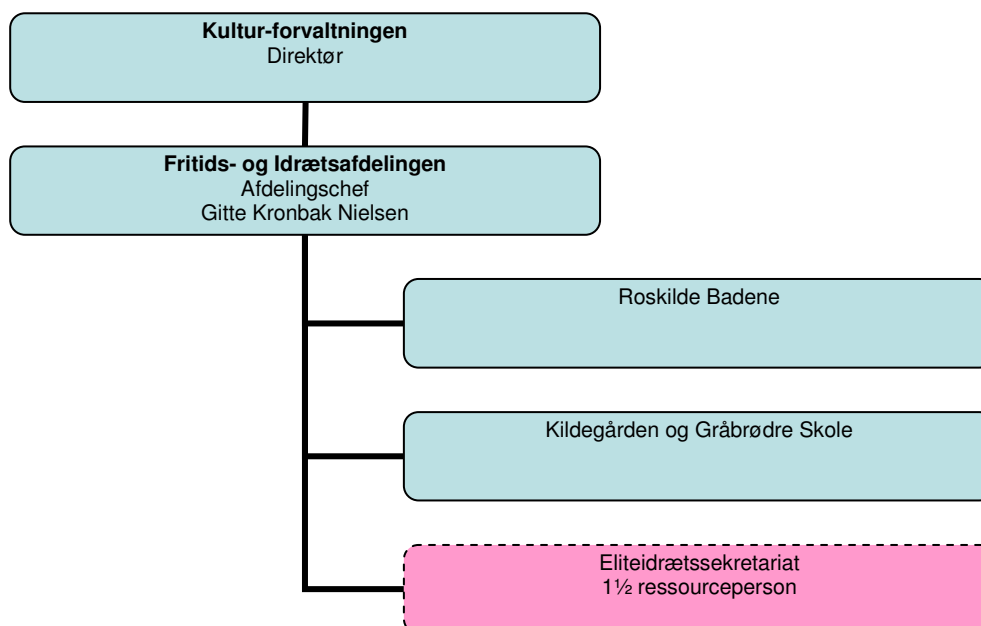 Kultur-forvaltningen
Direktør
Fritids- og Idrætsafdelingen
Afdelingschef
Gitte Kronbak Nielsen
Roskilde Badene
Kildegården og Gråbrødre Skole
Eliteidrætssekretariat
1½ ressourceperson